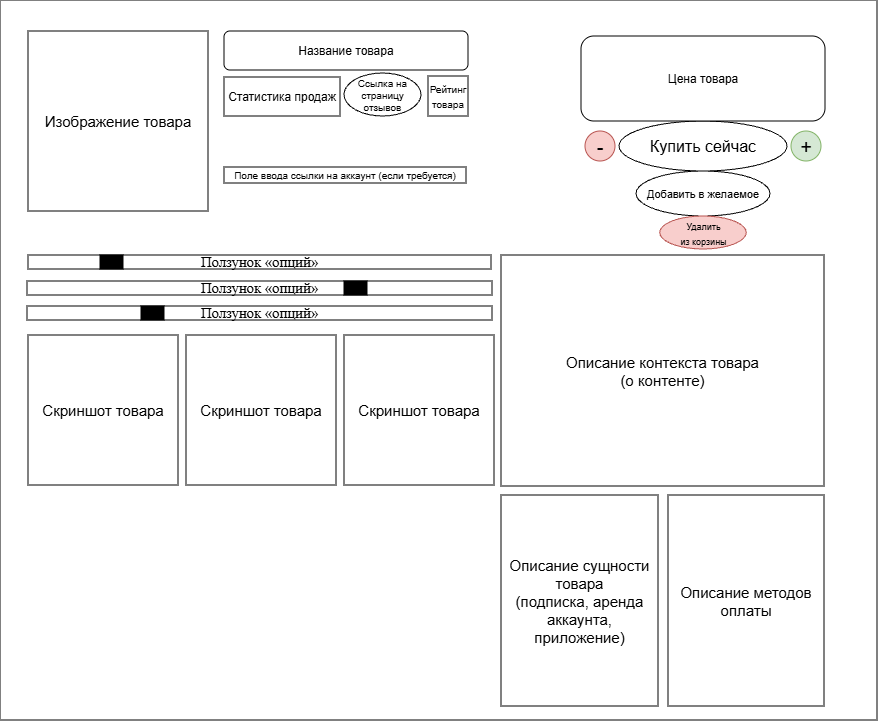 Изображение товара
Название товара
Статистика продаж
Ссылка на
страницу
отзывов
Рейтинг
товара
Поле ввода ссылки на аккаунт (если требуется)
Цена товара
-
Купить сейчас
+
Добавить в желаемое
Удалить
из корзины
Ползунок «опций»
Ползунок «опций»
Ползунок «опций»
Скриншот товара
Скриншот товара
Скриншот товара
Описание контекста товара
(о контенте)
Описание сущности
товара
(подписка, аренда
аккаунта,
приложение)
Описание методов
оплаты